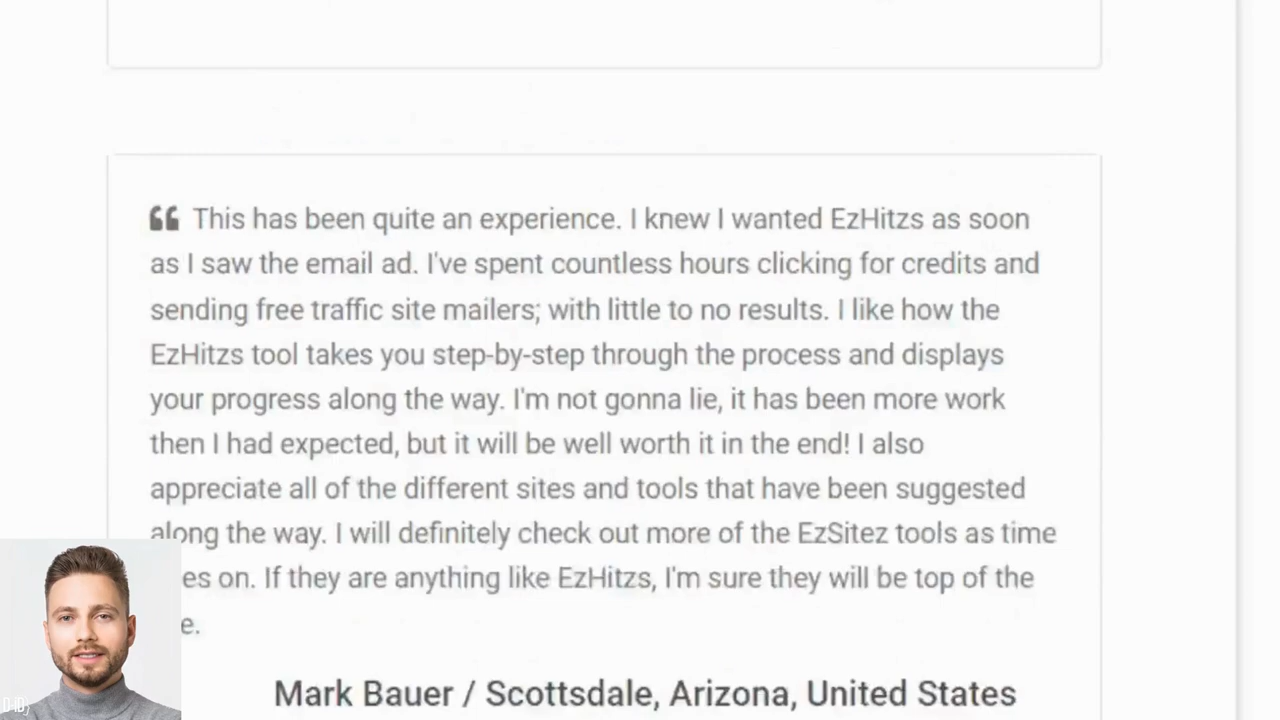 This has been quite an experience. I knew I wanted EzHitzs as soon
as I saw the email ad. I've spent countless hours clicking for credits and
sending free traffic site mailers; with little to no results. I like how the
EzHitzs tool takes you step-by-step through the process and displays
your progress along the way. I'm not gonna lie, it has been more work
then I had expected, but it will be well worth it in the end! I also
appreciate all of the different sites and tools that have been suggested
along the way. I will definitely check out more of the EzSitez tools as time
es on. If they are anything like EzHitzs, I'm sure they will be top of the
e.
Mark Bauer / Scottsdale, Arizona, United States